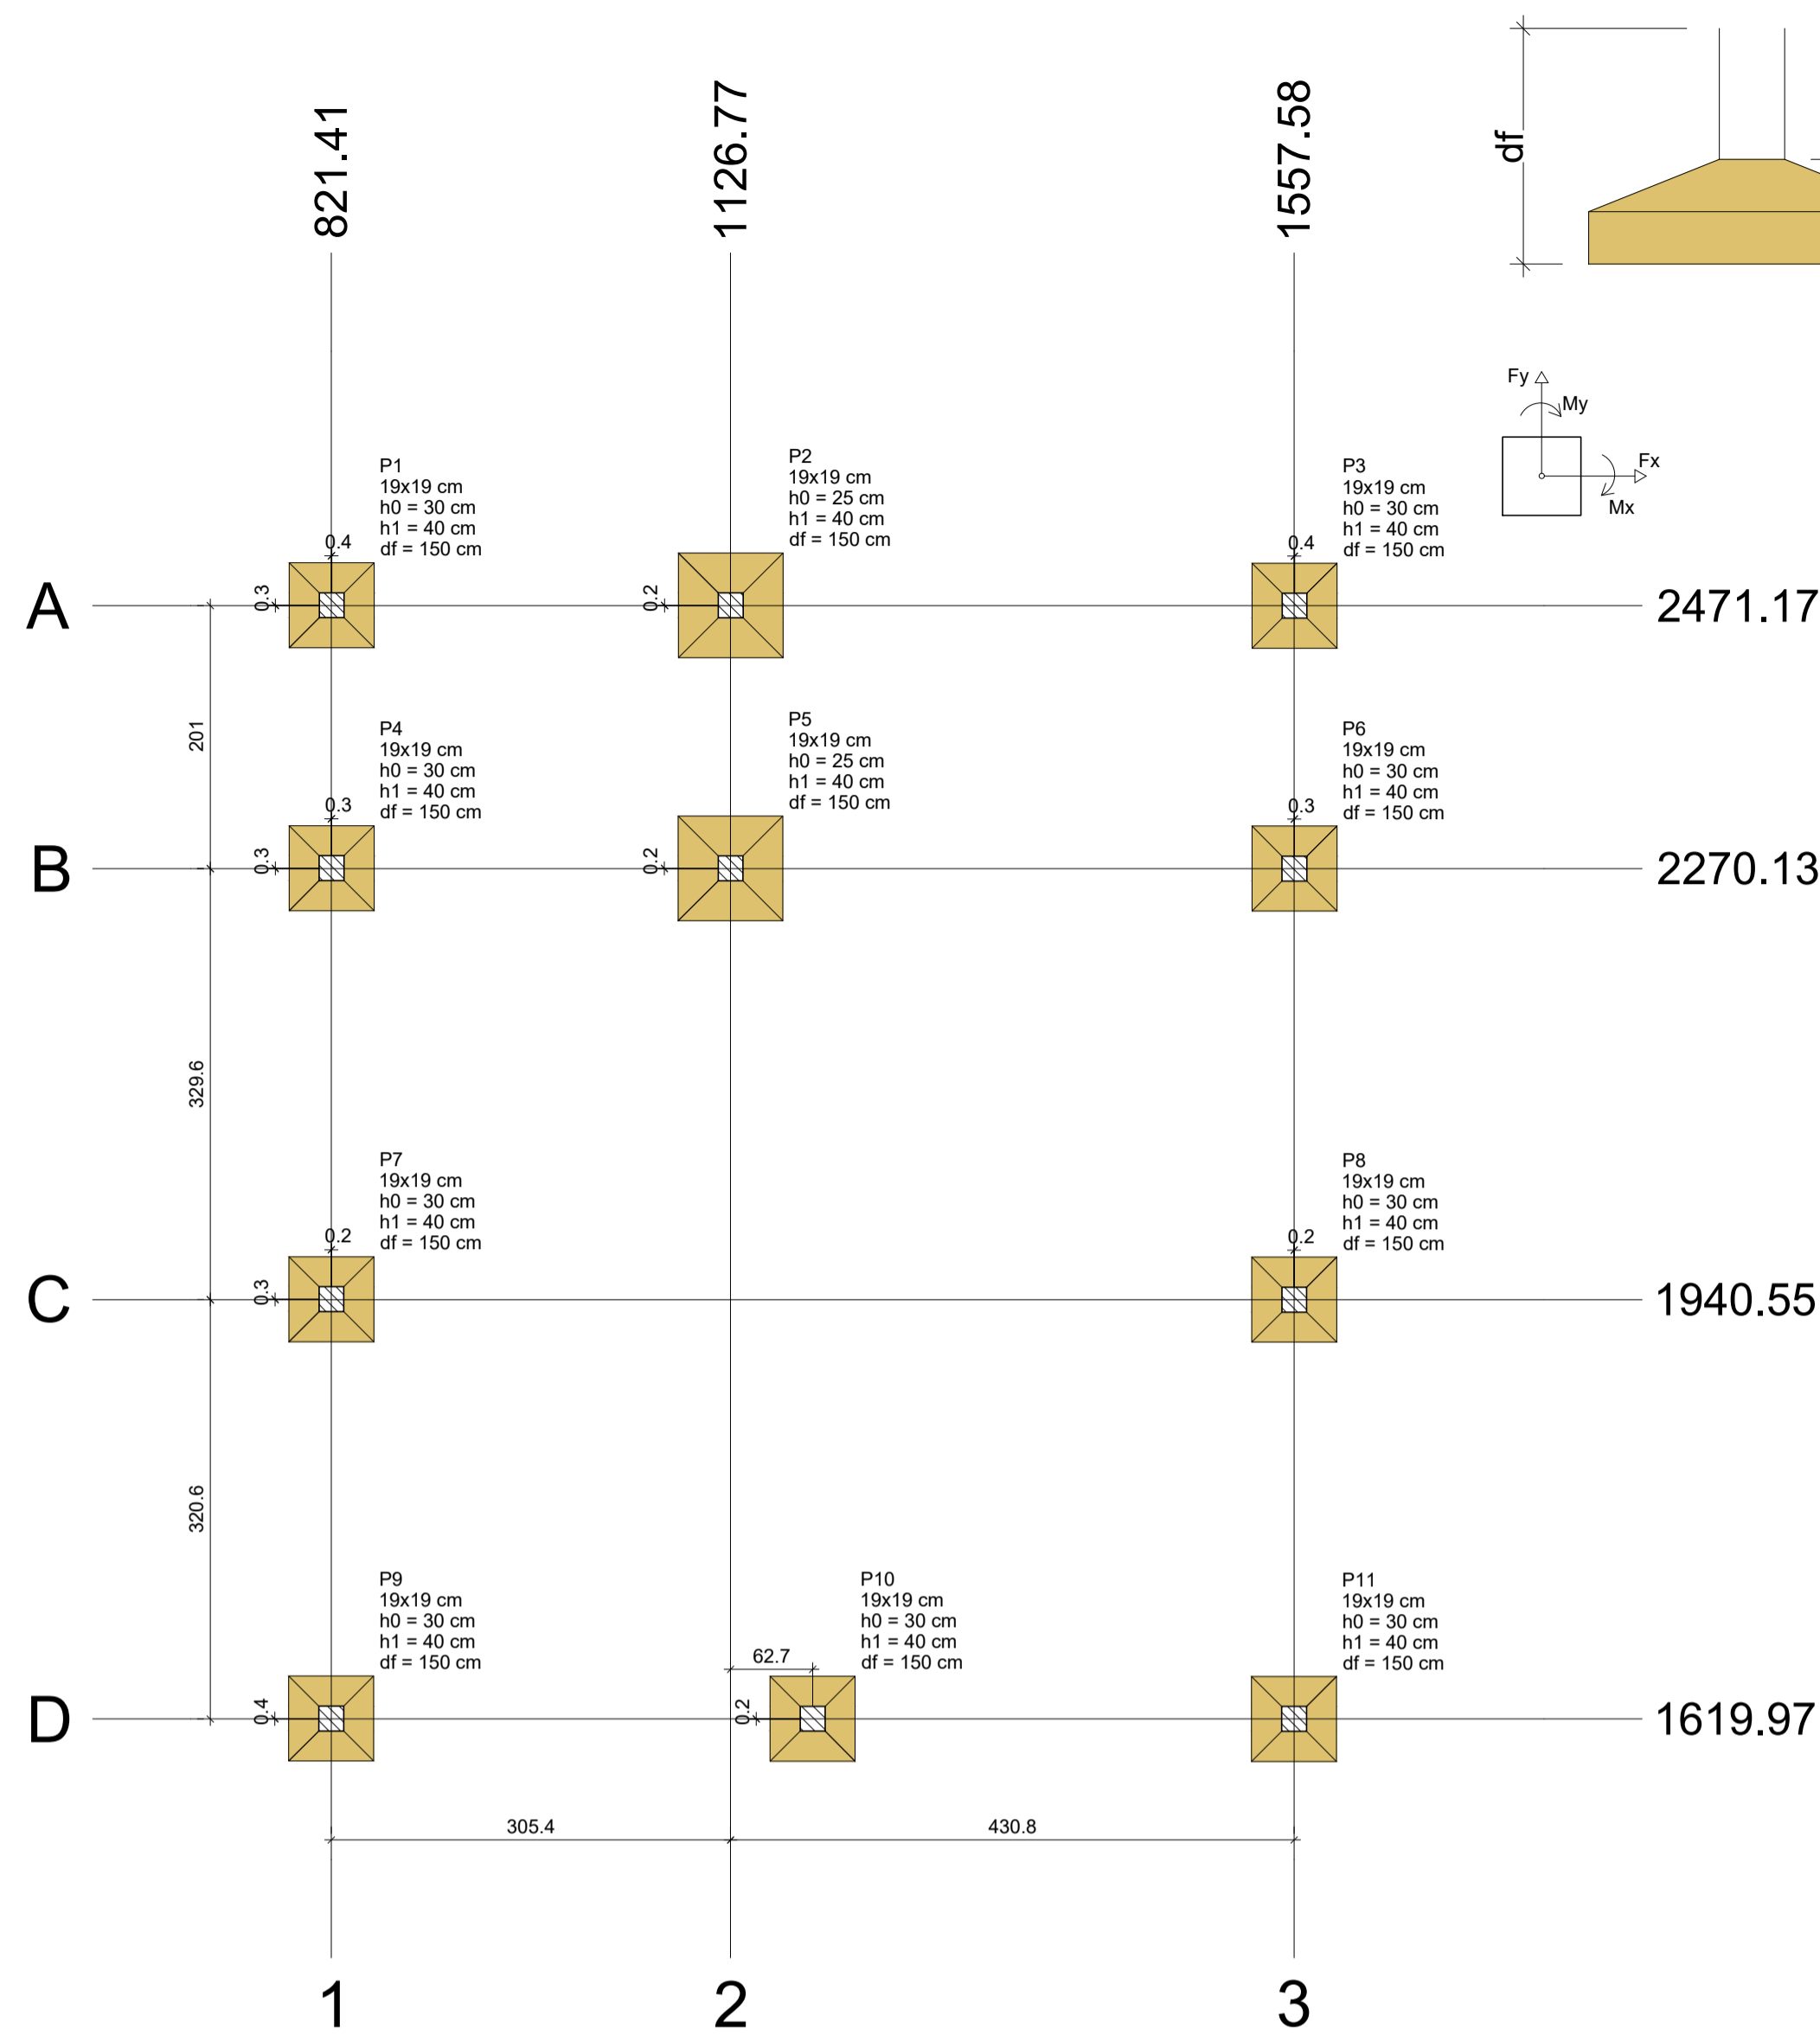 821.41
1126.77
1557.58
df
Fy
My
Fx
Mx
P1
19x19 cm
h0 = 30 cm
h1 = 40 cm
df = 150 cm
0.4
0.3
P2
19x19 cm
h0 = 25 cm
h1 = 40 cm
df = 150 cm
0.2
P3
19x19 cm
h0 = 30 cm
h1 = 40 cm
df = 150 cm
0.4
A
2471.17
201
P4
19x19 cm
h0 = 30 cm
h1 = 40 cm
df = 150 cm
0.3
0.3
P5
19x19 cm
h0 = 25 cm
h1 = 40 cm
df = 150 cm
0.2
P6
19x19 cm
h0 = 30 cm
h1 = 40 cm
df = 150 cm
0.3
B
2270.13
329.6
P7
19x19 cm
h0 = 30 cm
h1 = 40 cm
df = 150 cm
0.2
0.3
P8
19x19 cm
h0 = 30 cm
h1 = 40 cm
df = 150 cm
0.2
C
1940.55
320.6
P9
19x19 cm
h0 = 30 cm
h1 = 40 cm
df = 150 cm
0.4
P10
19x19 cm
h0 = 30 cm
h1 = 40 cm
df = 150 cm
62.7
0.2
P11
19x19 cm
h0 = 30 cm
h1 = 40 cm
df = 150 cm
D
1619.97
305.4
430.8
1
2
3